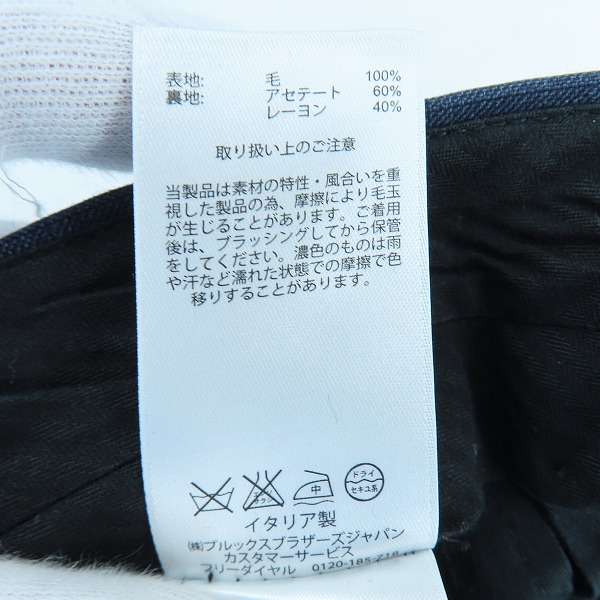 表地: 毛 100%
裏地: アセテート 60%
レーヨン 40%
取り扱い上のご注意
当製品は素材の特性・風合いを重
視した製品の為、摩擦により毛玉
が生じることがあります。ご着用
後は、ブラッシングしてから保管
をしてください。濃色のものは雨
や汗など濡れた状態での摩擦で色
移りすることがあります。
中
ドライ
セキユ系
イタリア製
㈱ブルックスブラザーズジャパン
カスタマーサービス
フリーダイヤル 0120-185-718